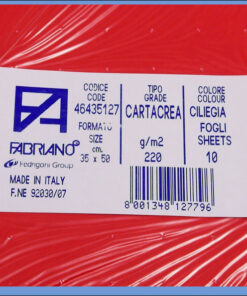 CODICE
CODE
46435127
TIPO
GRADE
CARTACREA
COLORE
COLOUR
CILIEGIA
FORMATO
SIZE
cm.
35 x 50
g/m2
220
FOGLI
SHEETS
10
FABRIANO
Fedrigoni Group
MADE IN ITALY
F.NE 92030/07
8 001348 127796